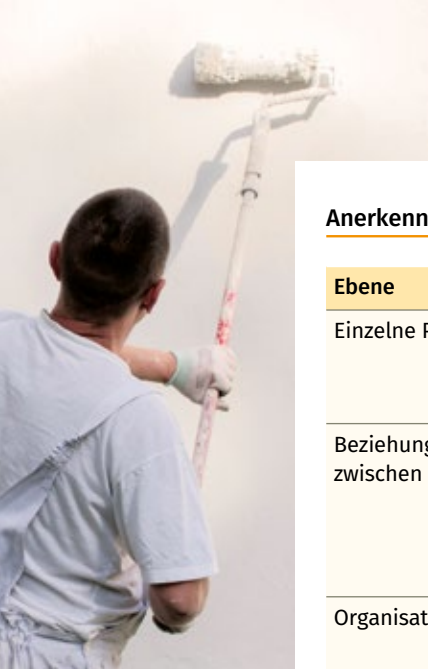 Anerkenn
Ebene
Einzelne P
Beziehung
zwischen
Organisat